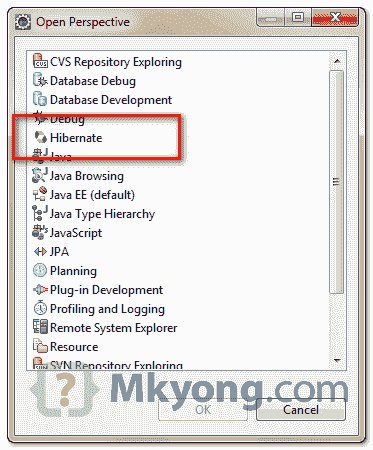 Open Perspective
CVS Repository Exploring
Database Debug
Database Development
Debug
Hibernate
Java
Java Browsing
Java EE (default)
Java Type Hierarchy
JavaScript
JPA
Planning
Plug-in Development
Profiling and Logging
Remote System Explorer
Resource
SVN Repository Exploring
{?} Mkyong.com
OK
Cancel